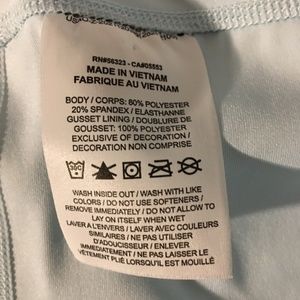 RN#56323 - CA#05553
MADE IN VIETNAM
FABRIQUE AU VIETNAM
BODY / CORPS: 80% POLYESTER
20% SPANDEX / ELASTHANNE
GUSSET LINING / DOUBLURE DE
GOUSSET: 100% POLYESTER
EXCLUSIVE OF DECORATION /
DECORATION NON COMPRISE
30C
WASH INSIDE OUT / WASH WITH LIKE
COLORS / DO NOT USE SOFTENERS /
REMOVE IMMEDIATELY / DO NOT ALLOW TO
LAY ON ITSELF WHEN WET
LAVER A L'ENVERS / LAVER AVEC COULEURS
SIMILAIRES / NE PAS UTILISER
D'ADOUCISSEUR / ENLEVER
VÊTEMENT / NE PAS LAISSER
PLIÉ LORSQU'IL EST MOUILLÉ